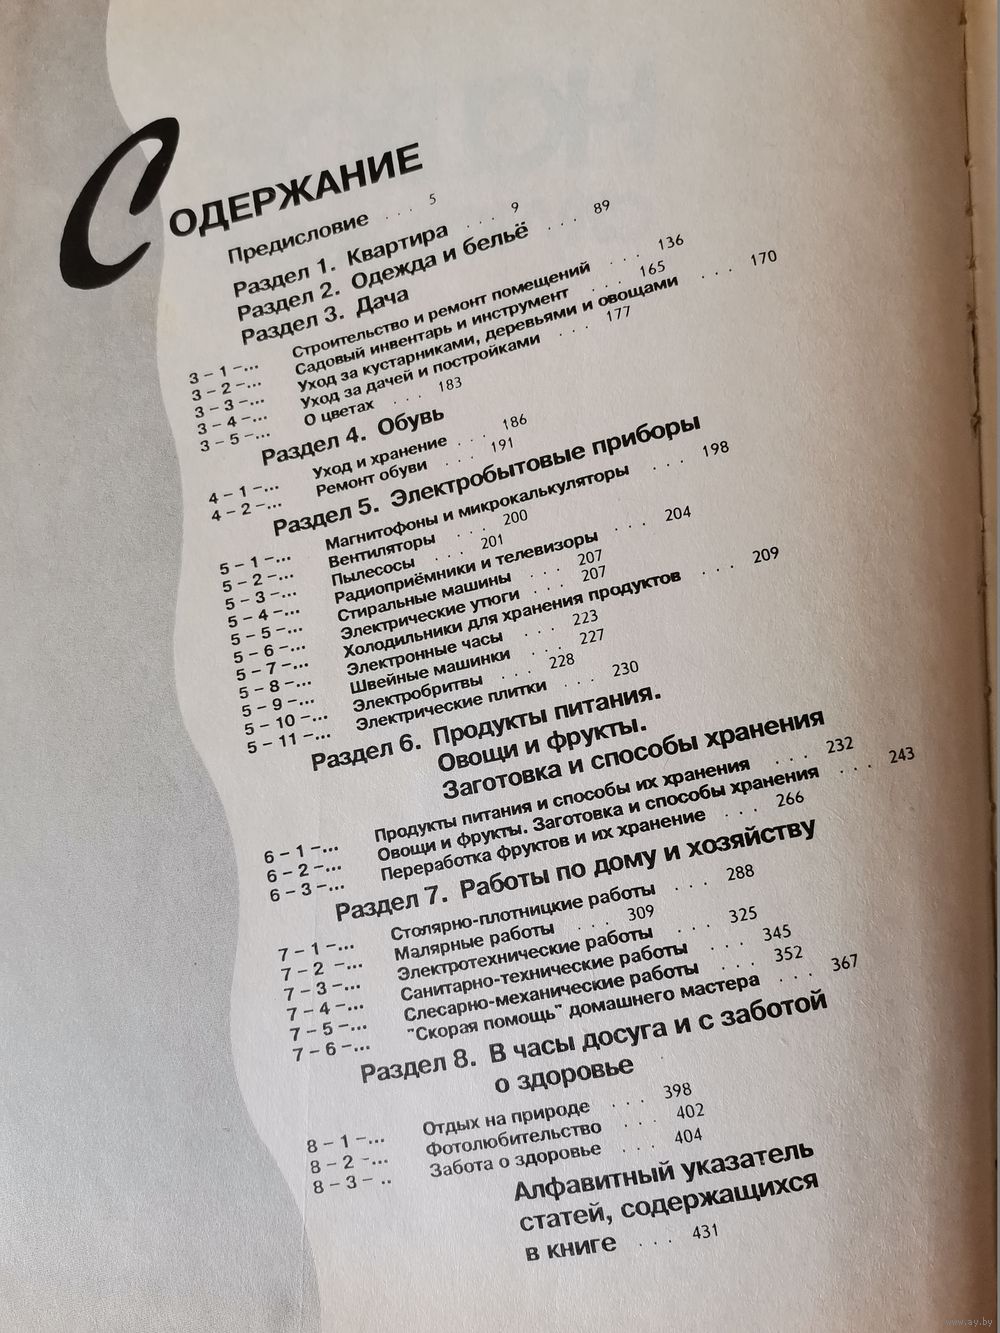 СОДЕРЖАНИЕ
Предисловие . . . 5
Раздел 1. Квартира . . . 9
Раздел 2. Одежда и бельё . . . 89
Раздел 3. Дача
3 – 1 –... Строительство и ремонт помещений . . . 136
3 – 2 –... Садовый инвентарь и инструмент . . . 165
3 – 3 –... Уход за кустарниками, деревьями и овощами . . . 170
3 – 4 –... Уход за дачей и постройками . . . 177
3 – 5 –... О цветах . . . 183
Раздел 4. Обувь
4 – 1 –... Уход и хранение . . . 186
4 – 2 –... Ремонт обуви . . . 191
Раздел 5. Электробытовые приборы
5 – 1 –... Магнитофоны и микрокалькуляторы . . . 198
5 – 2 –... Вентиляторы . . . 200
5 – 3 –... Пылесосы . . . 201
5 – 4 –... Радиоприёмники и телевизоры . . . 204
5 – 5 –... Стиральные машины . . . 207
5 – 6 –... Электрические утюги . . . 207
5 – 7 –... Холодильники для хранения продуктов . . . 209
5 – 8 –... Электронные часы . . . 223
5 – 9 –... Швейные машинки . . . 227
5 – 10 –... Электробритвы . . . 228
5 – 11 –... Электрические плитки . . . 230
Раздел 6. Продукты питания.
Овощи и фрукты.
Заготовка и способы хранения
6 – 1 –... Продукты питания и способы их хранения . . . 232
6 – 2 –... Овощи и фрукты. Заготовка и способы хранения . . . 243
6 – 3 –... Переработка фруктов и их хранение . . . 266
Раздел 7. Работы по дому и хозяйству
7 – 1 –... Столярно-плотницкие работы . . . 288
7 – 2 –... Малярные работы . . . 309
7 – 3 –... Электротехнические работы . . . 325
7 – 4 –... Санитарно-технические работы . . . 345
7 – 5 –... Слесарно-механические работы . . . 352
7 – 6 –... "Скорая помощь" домашнего мастера . . . 367
Раздел 8. В часы досуга и с заботой
о здоровье
8 – 1 –... Отдых на природе . . . 398
8 – 2 –... Фотолюбительство . . . 402
8 – 3 – .. Забота о здоровье . . . 404
Алфавитный указатель
статей, содержащихся
в книге . . . 431
www.ay.by